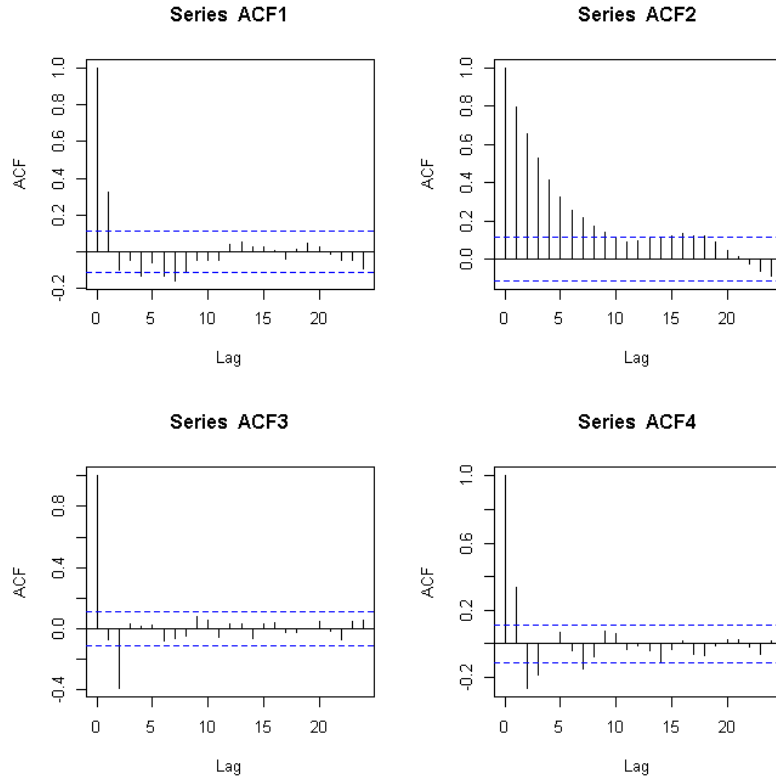 Series ACF1
ACF
-0.2 0.2 0.4 0.6 0.8 1.0
0 5 10 15 20
Lag
Series ACF2
ACF
0.0 0.2 0.4 0.6 0.8 1.0
0 5 10 15 20
Lag
Series ACF3
ACF
-0.4 0.0 0.4 0.8
0 5 10 15 20
Lag
Series ACF4
ACF
-0.2 0.2 0.6 1.0
0 5 10 15 20
Lag